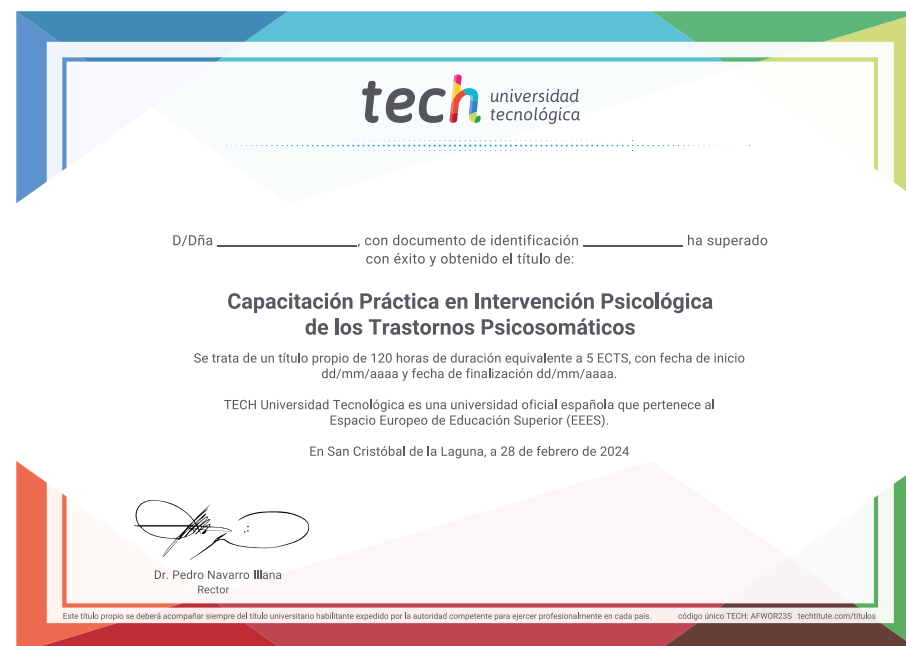 tech universidad
tecnológica
D/Dña ____________________, con documento de identificación ______________ ha superado
con éxito y obtenido el título de:
Capacitación Práctica en Intervención Psicológica
de los Trastornos Psicosomáticos
Se trata de un título propio de 120 horas de duración equivalente a 5 ECTS, con fecha de inicio
dd/mm/aaaa y fecha de finalización dd/mm/aaaa.
TECH Universidad Tecnológica es una universidad oficial española que pertenece al
Espacio Europeo de Educación Superior (EEES).
En San Cristóbal de la Laguna, a 28 de febrero de 2024
Dr. Pedro Navarro Illana
Rector
Este título propio se deberá acompañar siempre del título universitario habilitante expedido por la autoridad competente para ejercer profesionalmente en cada país. código único TECH: AFWOR23S techtitute.com/titulos